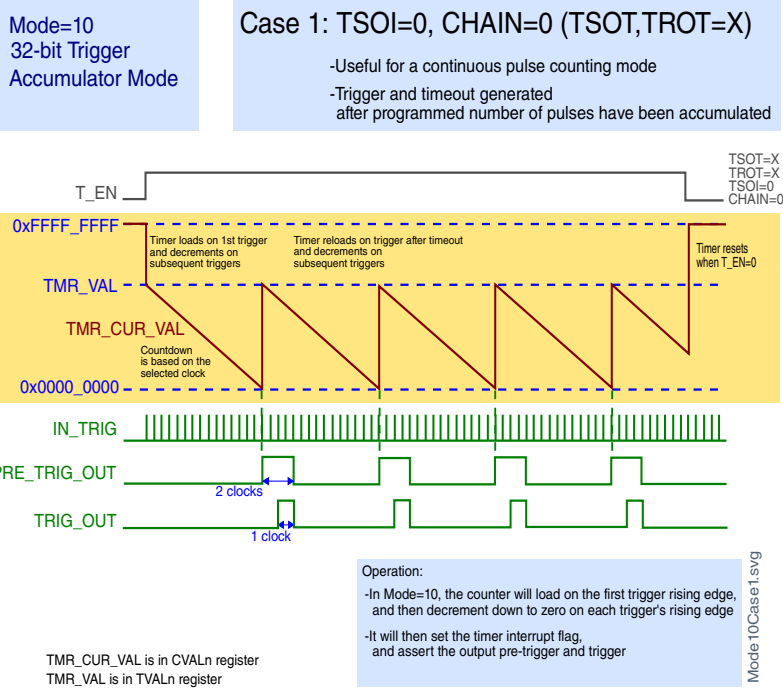 Mode=10
32-bit Trigger
Accumulator Mode
Case 1: TSOI=0, CHAIN=0 (TSOT,TROT=X)
-Useful for a continuous pulse counting mode
-Trigger and timeout generated
after programmed number of pulses have been accumulated
T_EN
TSOT=X
TROT=X
TSOI=0
CHAIN=0
0xFFFF_FFFF
Timer loads on 1st trigger
and decrements on
subsequent triggers
Timer reloads on trigger after timeout
and decrements on
subsequent triggers
Timer resets
when T_EN=0
TMR_VAL
TMR_CUR_VAL
Countdown
is based on the
selected clock
0x0000_0000
IN_TRIG
PRE_TRIG_OUT
2 clocks
TRIG_OUT
1 clock
Operation:
-In Mode=10, the counter will load on the first trigger rising edge,
and then decrement down to zero on each trigger's rising edge
-It will then set the timer interrupt flag,
and assert the output pre-trigger and trigger
Mode10Case1.svg
TMR_CUR_VAL is in CVALn register
TMR_VAL is in TVALn register